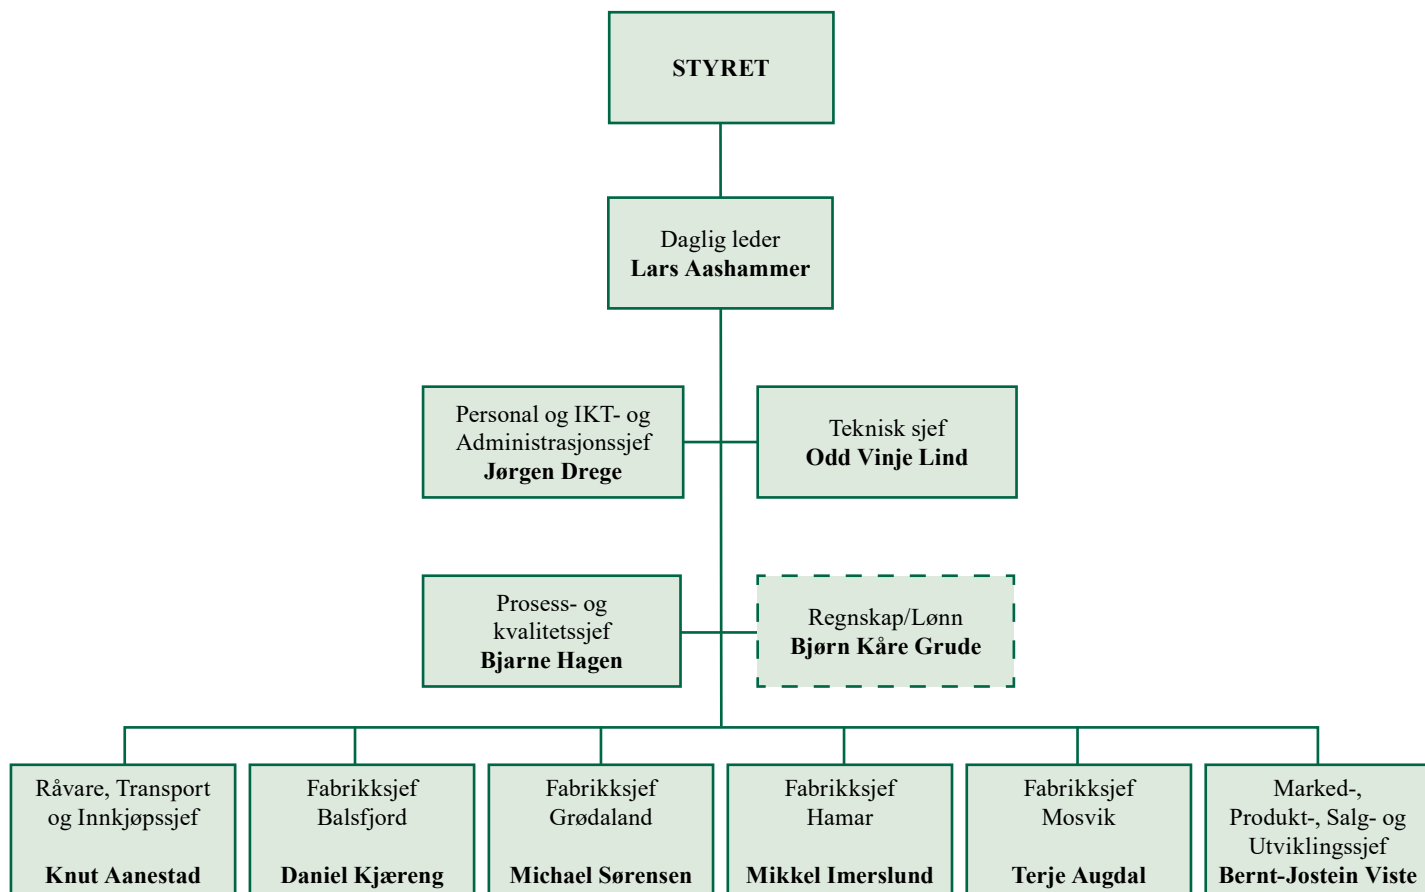 STYRET
Daglig leder
Lars Aashammer
Personal og IKT- og
Administrasjonssjef
Jørgen Drege
Teknisk sjef
Odd Vinje Lind
Prosess- og
kvalitetssjef
Bjarne Hagen
Regnskap/Lønn
Bjørn Kåre Grude
Råvare, Transport
og Innkjøpssjef
Knut Aanestad
Fabrikksjef
Balsfjord
Daniel Kjæreng
Fabrikksjef
Grødaland
Michael Sørensen
Fabrikksjef
Hamar
Mikkel Imerslund
Fabrikksjef
Mosvik
Terje Augdal
Marked-,
Produkt-, Salg- og
Utviklingssjef
Bernt-Jostein Viste